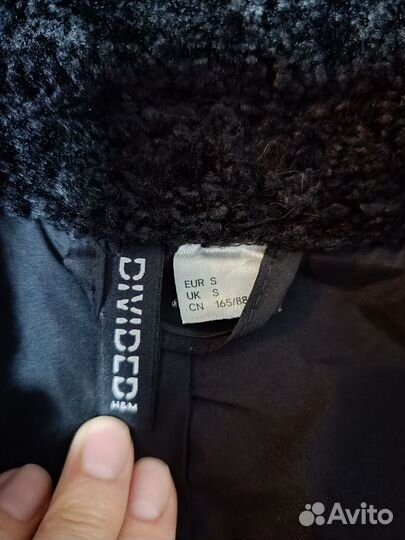 DIVIDED
H&M
EUR S
UK S
CN 165/88
Avito